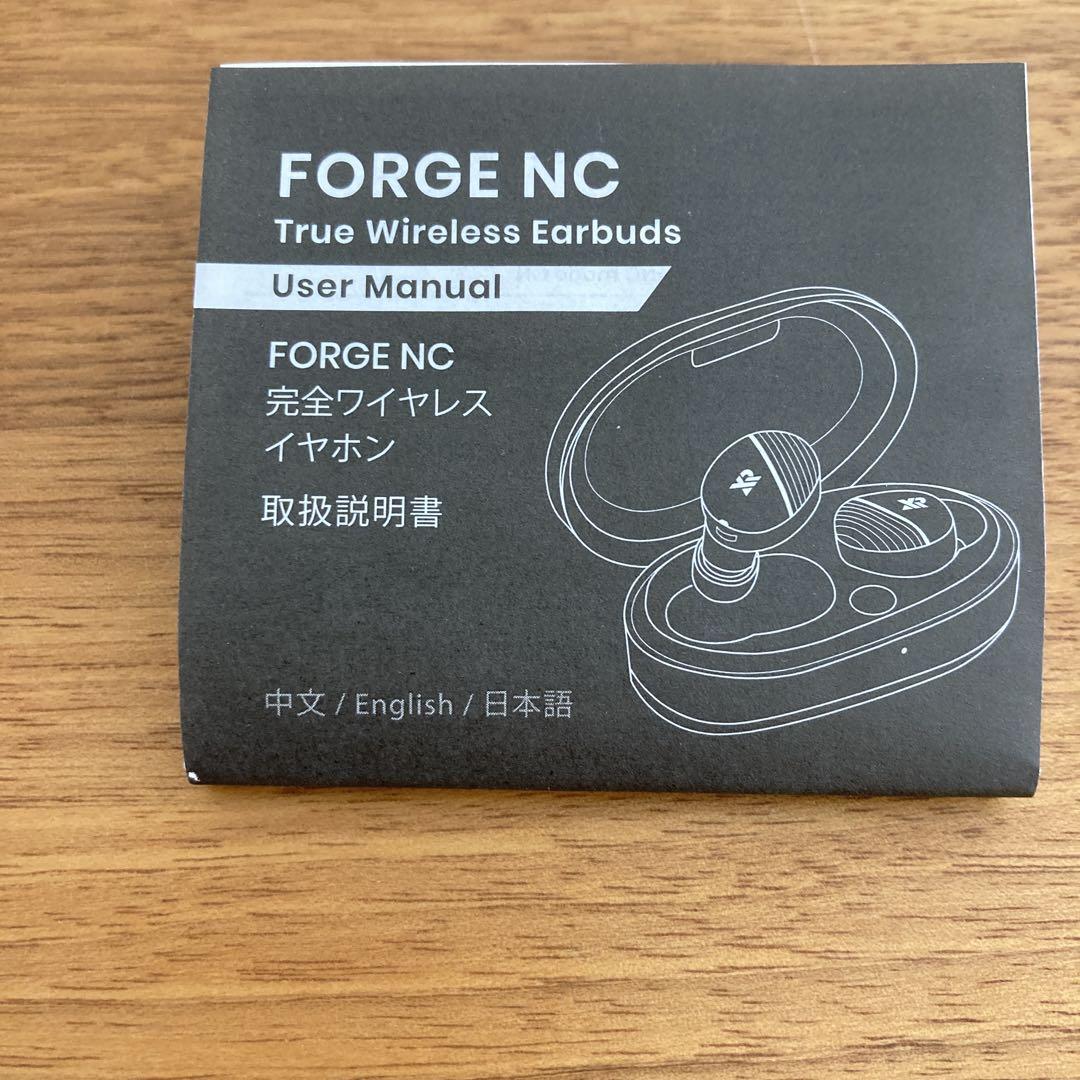 FORGE NC
True Wireless Earbuds
User Manual
FORGE NC
完全ワイヤレス
イヤホン
取扱説明書
中文 / English / 日本語